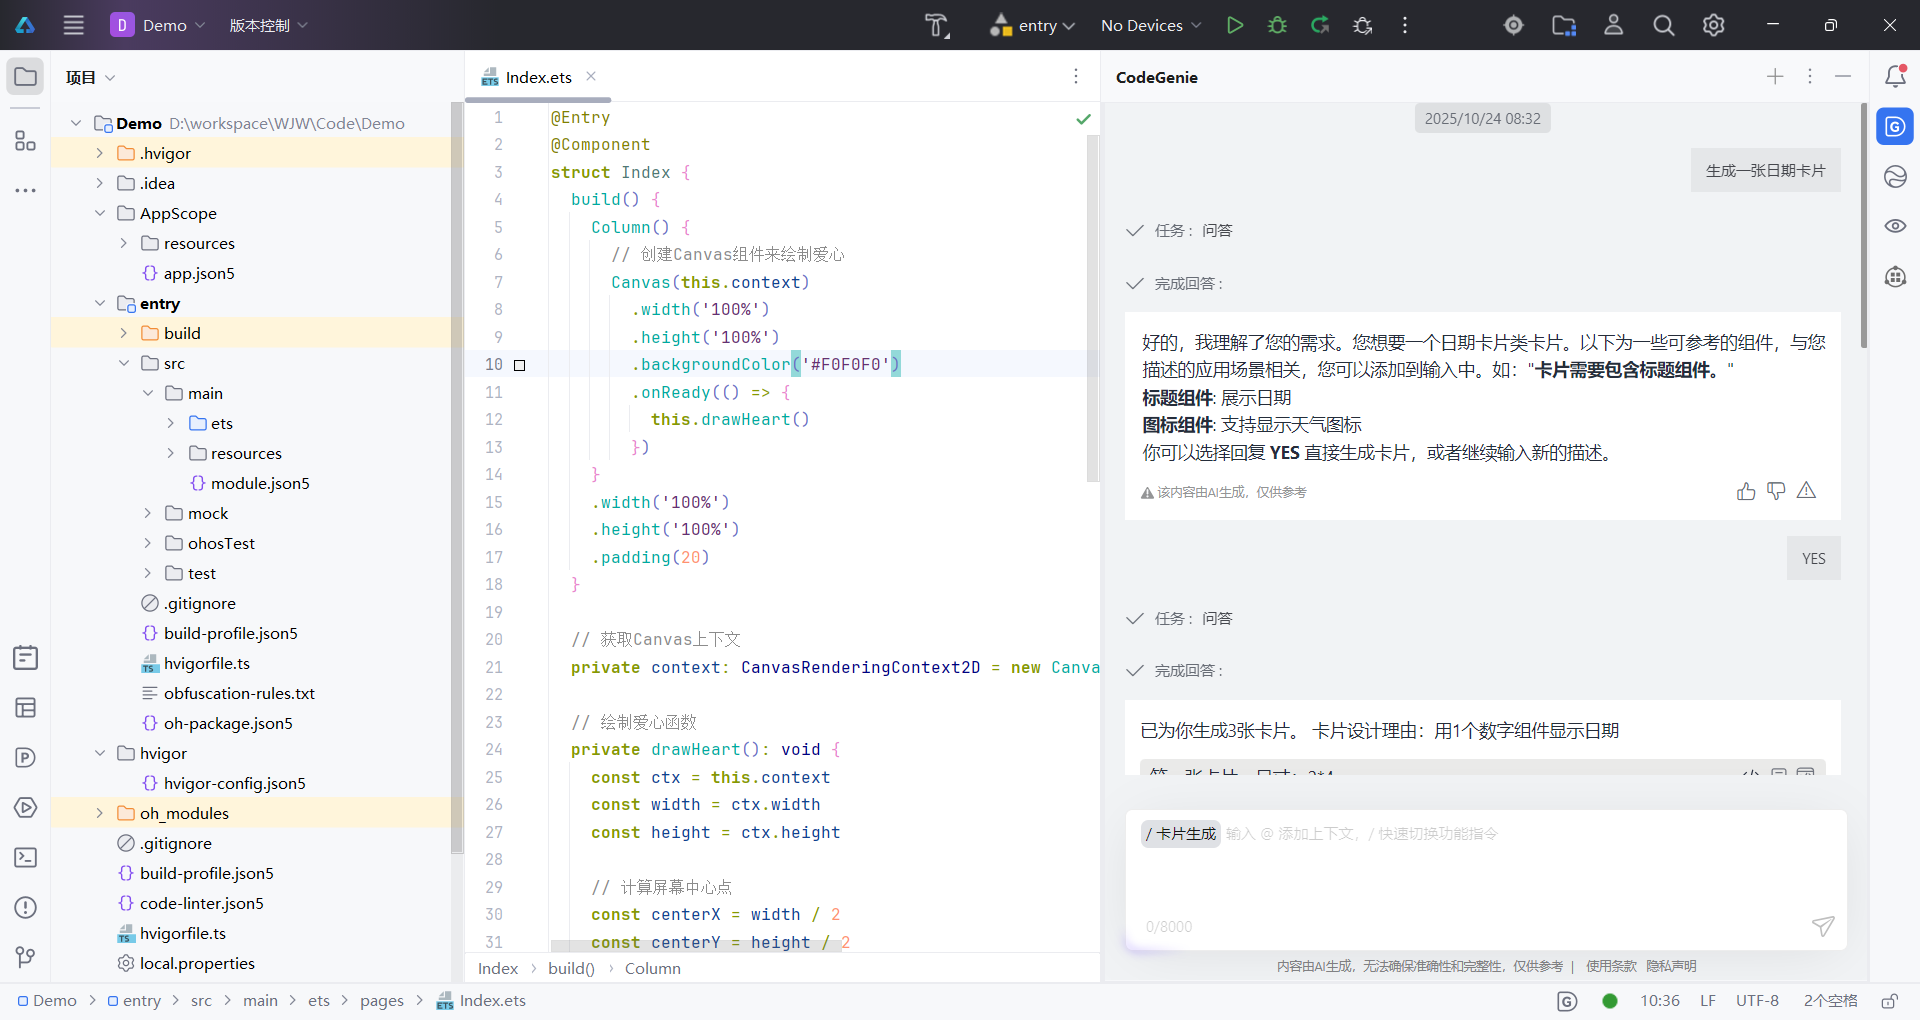 D Demo 版本控制 entry No Devices
项目
Demo D:\workspace\WJW\Code\Demo
.hvigor
.idea
AppScope
resources
app.json5
entry
build
src
main
ets
resources
module.json5
mock
ohosTest
test
.gitignore
build-profile.json5
hvigorfile.ts
obfuscation-rules.txt
oh-package.json5
hvigor
hvigor-config.json5
oh_modules
.gitignore
build-profile.json5
code-linter.json5
hvigorfile.ts
local.properties
Index.ets
1 @Entry
2 @Component
3 struct Index {
4 build() {
5 Column() {
6 // 创建Canvas组件来绘制爱心
7 Canvas(this.context)
8 .width('100%')
9 .height('100%')
10 .backgroundColor('#F0F0F0')
11 .onReady(() => {
12 this.drawHeart()
13 })
14 }
15 .width('100%')
16 .height('100%')
17 .padding(20)
18 }
19
20 // 获取Canvas上下文
21 private context: CanvasRenderingContext2D = new Canva
22
23 // 绘制爱心函数
24 private drawHeart(): void {
25 const ctx = this.context
26 const width = ctx.width
27 const height = ctx.height
28
29 // 计算屏幕中心点
30 const centerX = width / 2
31 const centerY = height / 2
Index > build() > Column
CodeGenie
2025/10/24 08:32
生成一张日期卡片
任务: 问答
完成回答:
好的，我理解了您的需求。您想要一个日期卡片类卡片。以下为一些可参考的组件，与您
描述的应用场景相关，您可以添加到输入中。如："卡片需要包含标题组件。"
标题组件: 展示日期
图标组件: 支持显示天气图标
你可以选择回复 YES 直接生成卡片，或者继续输入新的描述。
该内容由AI生成，仅供参考
YES
任务: 问答
完成回答:
已为你生成3张卡片。 卡片设计理由：用1个数字组件显示日期
/ 卡片生成 输入 @ 添加上下文，/ 快速切换功能指令
0/8000
内容由AI生成，无法确保准确性和完整性，仅供参考 | 使用条款 隐私声明
Demo > entry > src > main > ets > pages > Index.ets
10:36 LF UTF-8 2个空格